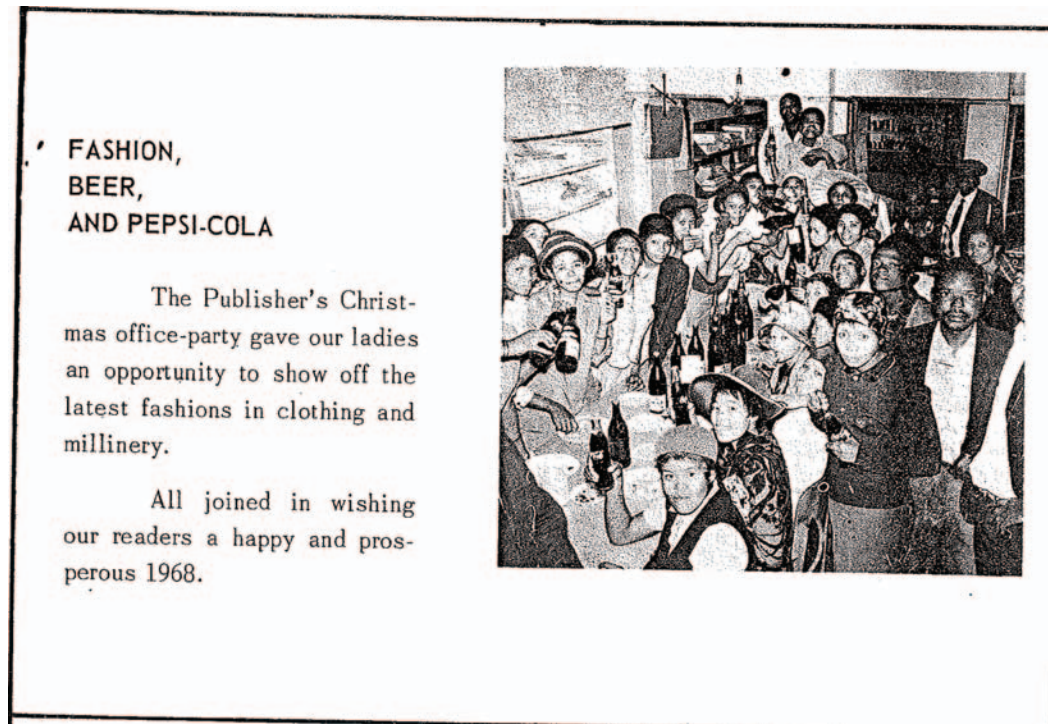 FASHION,
BEER,
AND PEPSI-COLA
The Publisher's Christ-
mas office-party gave our ladies
an opportunity to show off the
latest fashions in clothing and
millinery.
All joined in wishing
our readers a happy and pros-
perous 1968.